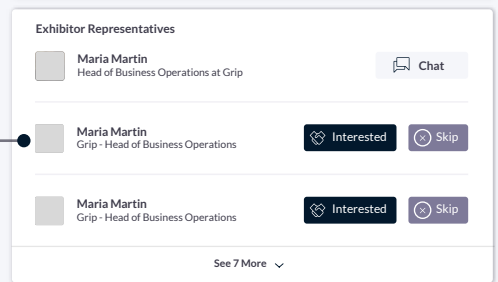 Exhibitor Representatives
Maria Martin
Head of Business Operations at Grip
Chat
Maria Martin
Grip - Head of Business Operations
Interested
Skip
Maria Martin
Grip - Head of Business Operations
Interested
Skip
See 7 More